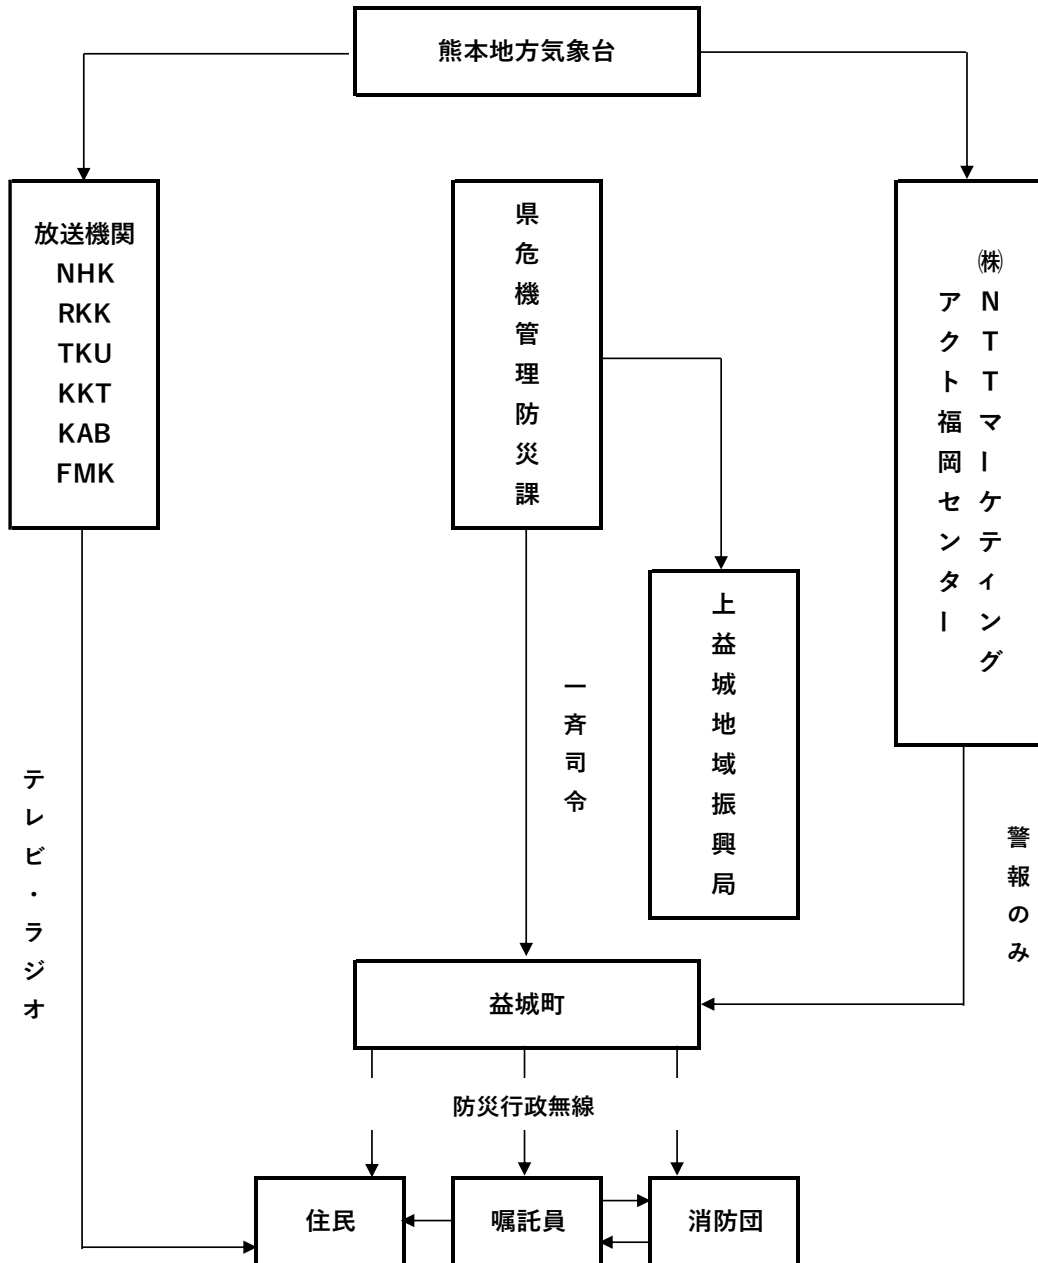 熊本地方気象台
放送機関
NHK
RKK
TKU
KKT
KAB
FMK
県危機管理防災課
㈱NTTマーケティング
アクト福岡センター
上益城地域振興局
一斉司令
テレビ・ラジオ
警報のみ
益城町
防災行政無線
住民
嘱託員
消防団